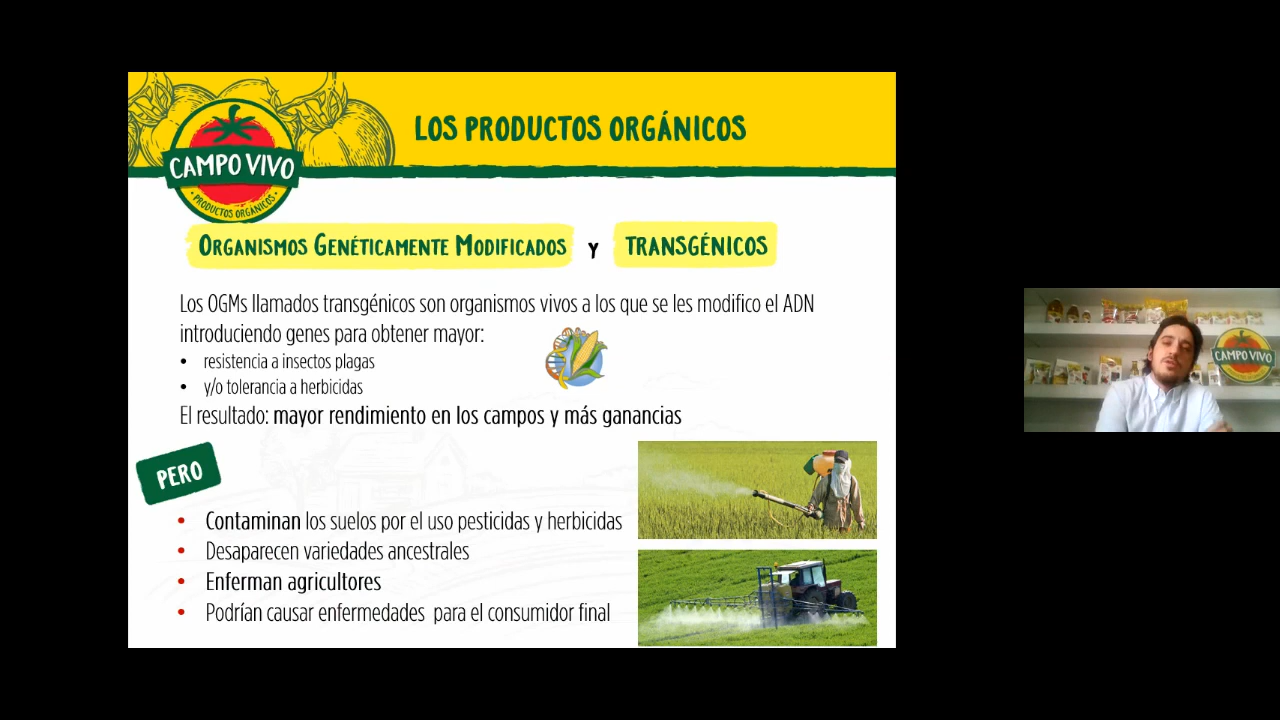 LOS PRODUCTOS ORGÁNICOS
CAMPO VIVO
PRODUCTOS ORGÁNICOS
ORGANISMOS GENÉTICAMENTE MODIFICADOS Y TRANSGÉNICOS
Los OGMs llamados transgénicos son organismos vivos a los que se les modifico el ADN
introduciendo genes para obtener mayor:
• resistencia a insectos plagas
• y/o tolerancia a herbicidas
El resultado: mayor rendimiento en los campos y más ganancias
PERO
• Contaminan los suelos por el uso pesticidas y herbicidas
• Desaparecen variedades ancestrales
• Enferman agricultores
• Podrían causar enfermedades para el consumidor final
CAMPO VIVO